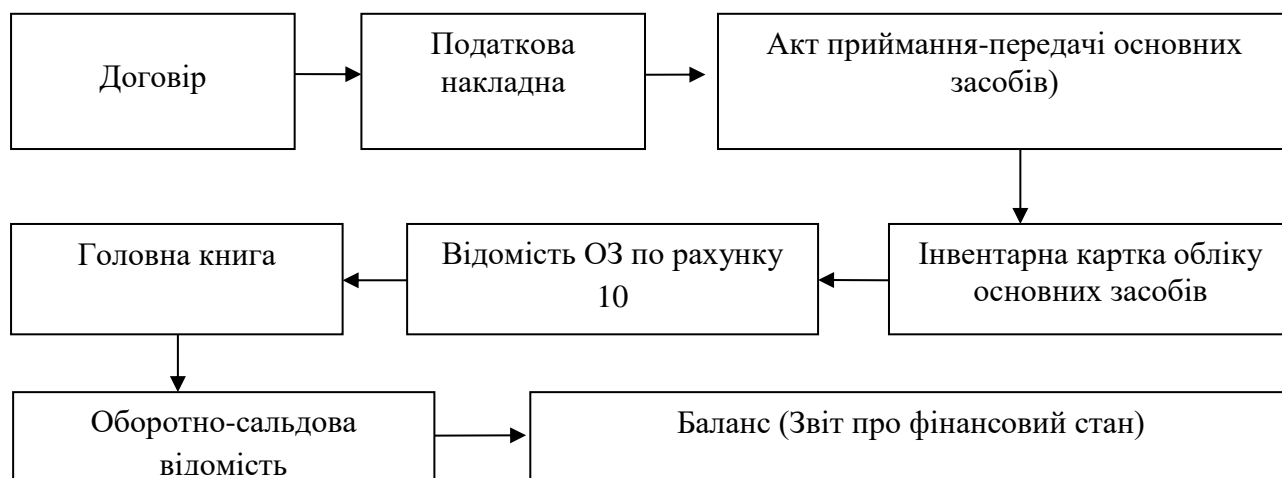 Договір
Податкова
накладна
Акт приймання-передачі основних
засобів)
Головна книга
Відомість ОЗ по рахунку
10
Інвентарна картка обліку
основних засобів
Оборотно-сальдова
відомість
Баланс (Звіт про фінансовий стан)